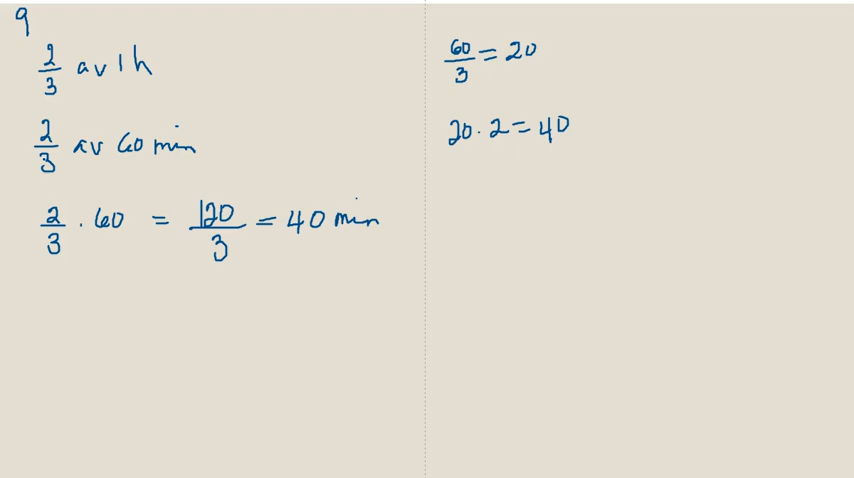 9
2/3 av 1h
2/3 av 60 min
2/3 · 60 = 120/3 = 40 min
60/3 = 20
20 · 2 = 40